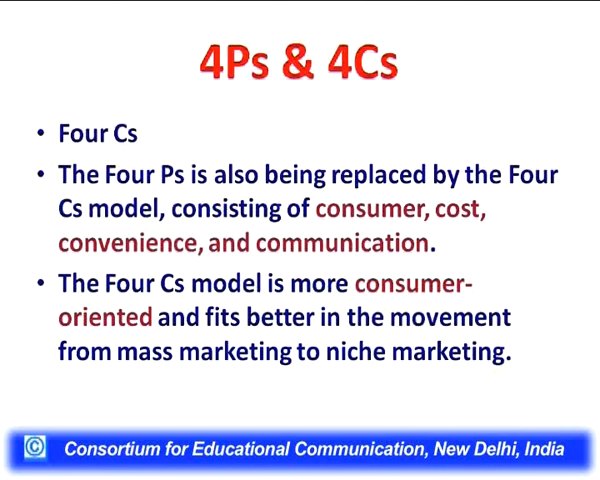 4Ps & 4Cs
• Four Cs
• The Four Ps is also being replaced by the Four
Cs model, consisting of consumer, cost,
convenience, and communication.
• The Four Cs model is more consumer-
oriented and fits better in the movement
from mass marketing to niche marketing.
© Consortium for Educational Communication, New Delhi, India